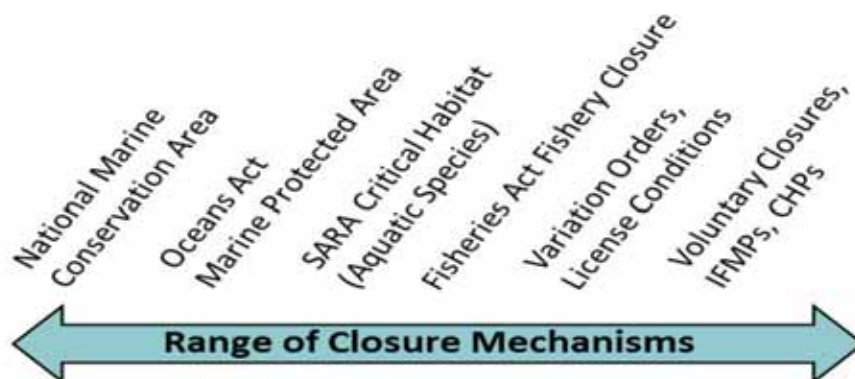 National Marine
Conservation Area
Oceans Act
Marine Protected Area
SARA Critical Habitat
(Aquatic Species)
Fisheries Act Fishery Closure
Variation Orders,
License Conditions
Voluntary Closures,
IFMPs, CHPs
Range of Closure Mechanisms